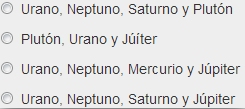 Urano, Neptuno, Saturno y Plutón
Plutón, Urano y Júiter
Urano, Neptuno, Mercurio y Júpiter
Urano, Neptuno, Saturno y Júpiter